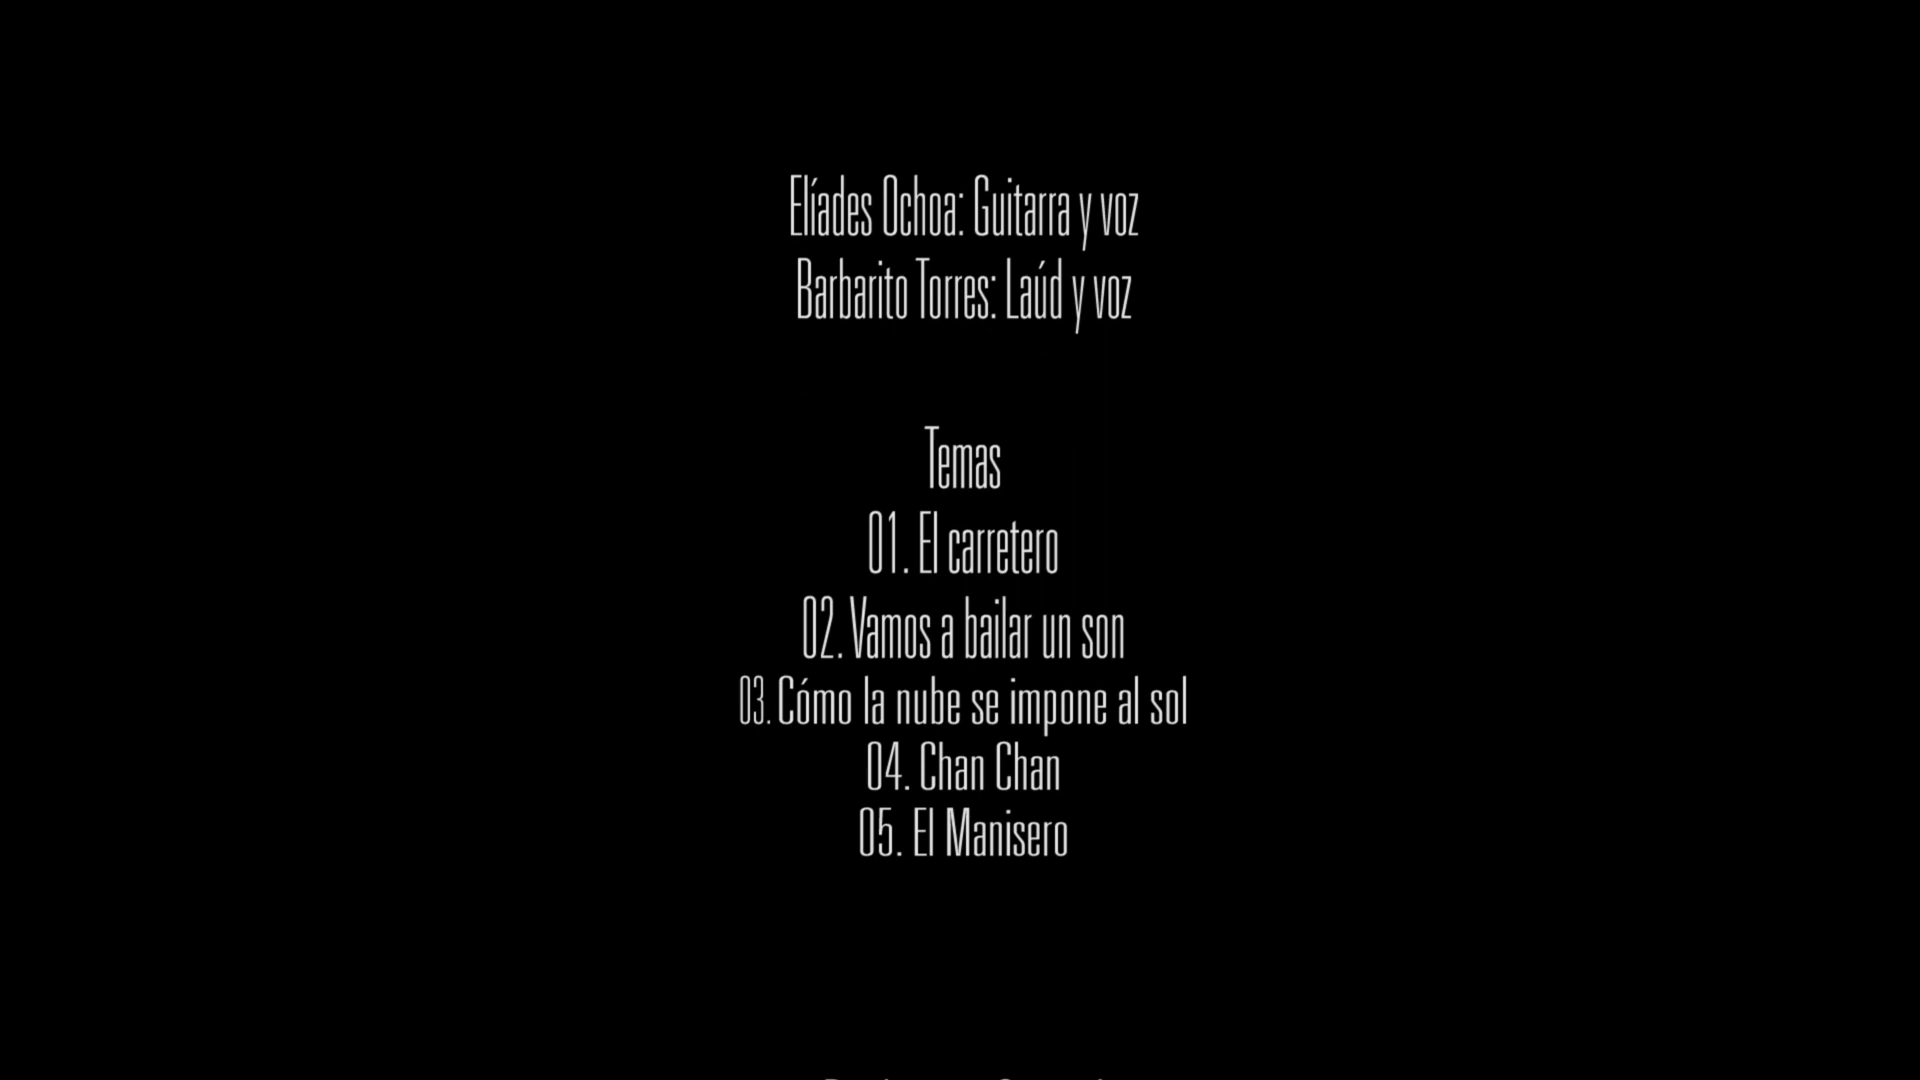 Elíades Ochoa: Guitarra y voz
Barbarito Torres: Laúd y voz
Temas
01. El carretero
02. Vamos a bailar un son
03. Cómo la nube se impone al sol
04. Chan Chan
05. El Manisero